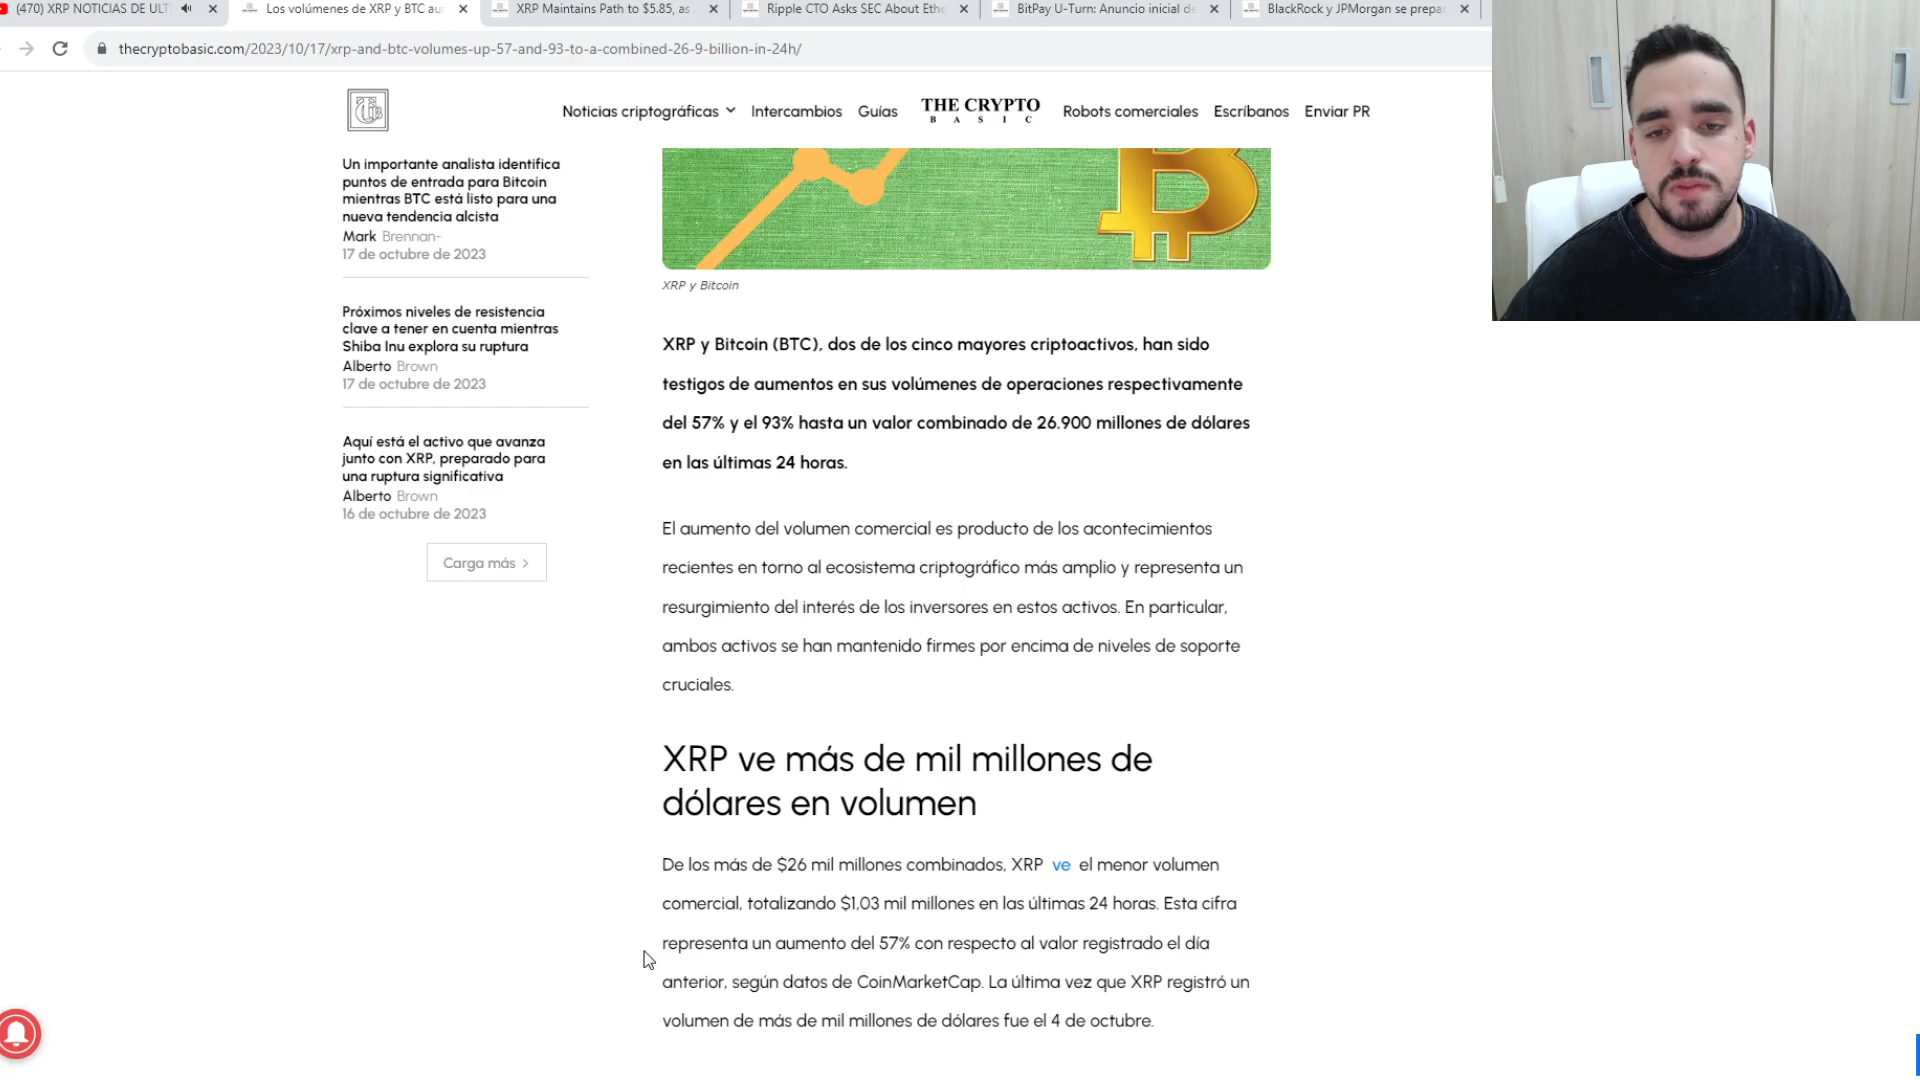 (470) XRP NOTICIAS DE ULT
Los volúmenes de XRP y BTC au
XRP Maintains Path to $5.85, as
Ripple CTO Asks SEC About Ethe
BitPay U-Turn: Anuncio inicial de
BlackRock y JPMorgan se prepar
thecryptobasic.com/2023/10/17/xrp-and-btc-volumes-up-57-and-93-to-a-combined-26-9-billion-in-24h/
Noticias criptográficas
Intercambios
Guías
THE CRYPTO
BASIC
Robots comerciales
Escríbanos
Enviar PR
Un importante analista identifica
puntos de entrada para Bitcoin
mientras BTC está listo para una
nueva tendencia alcista
Mark Brennan-
17 de octubre de 2023
Próximos niveles de resistencia
clave a tener en cuenta mientras
Shiba Inu explora su ruptura
Alberto Brown
17 de octubre de 2023
Aquí está el activo que avanza
junto con XRP, preparado para
una ruptura significativa
Alberto Brown
16 de octubre de 2023
Carga más
XRP y Bitcoin
XRP y Bitcoin (BTC), dos de los cinco mayores criptoactivos, han sido
testigos de aumentos en sus volúmenes de operaciones respectivamente
del 57% y el 93% hasta un valor combinado de 26.900 millones de dólares
en las últimas 24 horas.
El aumento del volumen comercial es producto de los acontecimientos
recientes en torno al ecosistema criptográfico más amplio y representa un
resurgimiento del interés de los inversores en estos activos. En particular,
ambos activos se han mantenido firmes por encima de niveles de soporte
cruciales.
XRP ve más de mil millones de
dólares en volumen
De los más de $26 mil millones combinados, XRP ve el menor volumen
comercial, totalizando $1,03 mil millones en las últimas 24 horas. Esta cifra
representa un aumento del 57% con respecto al valor registrado el día
anterior, según datos de CoinMarketCap. La última vez que XRP registró un
volumen de más de mil millones de dólares fue el 4 de octubre.